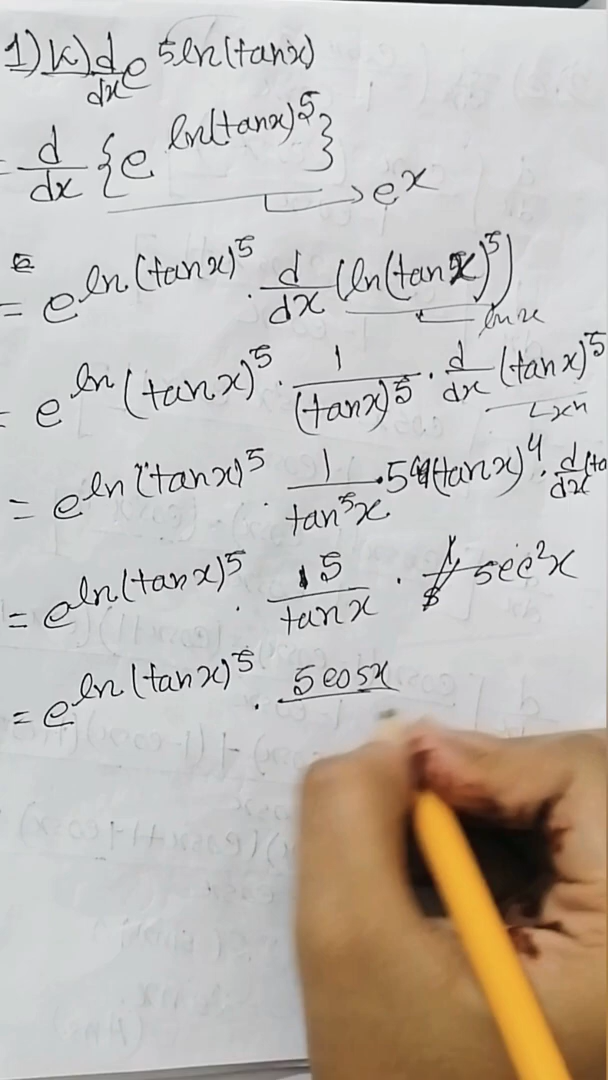 1) k) d/dx e^5ln(tanx)
= d/dx {e^ln(tanx)^5} → e^x
= e^ln(tanx)^5 . d/dx (ln(tanx)^5) ln x
= e^ln(tanx)^5 . 1/(tanx)^5 . d/dx (tanx)^5 x^n
= e^ln(tanx)^5 . 1/tan^5x . 5(tanx)^4 . d/dx (ta
= e^ln(tanx)^5 . 5/tanx . sec^2x
= e^ln(tanx)^5 . 5cosx